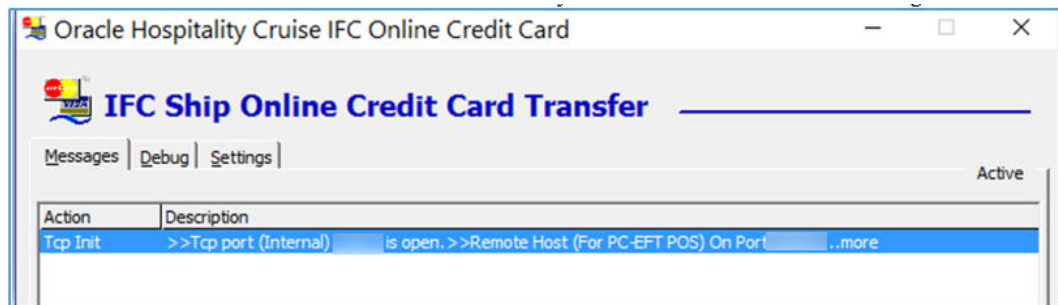 Oracle Hospitality Cruise IFC Online Credit Card
IFC Ship Online Credit Card Transfer
Messages Debug Settings
Active
Action Description
Tcp Init >>Tcp port (Internal) is open.>>Remote Host (For PC-EFT POS) On Port ..more